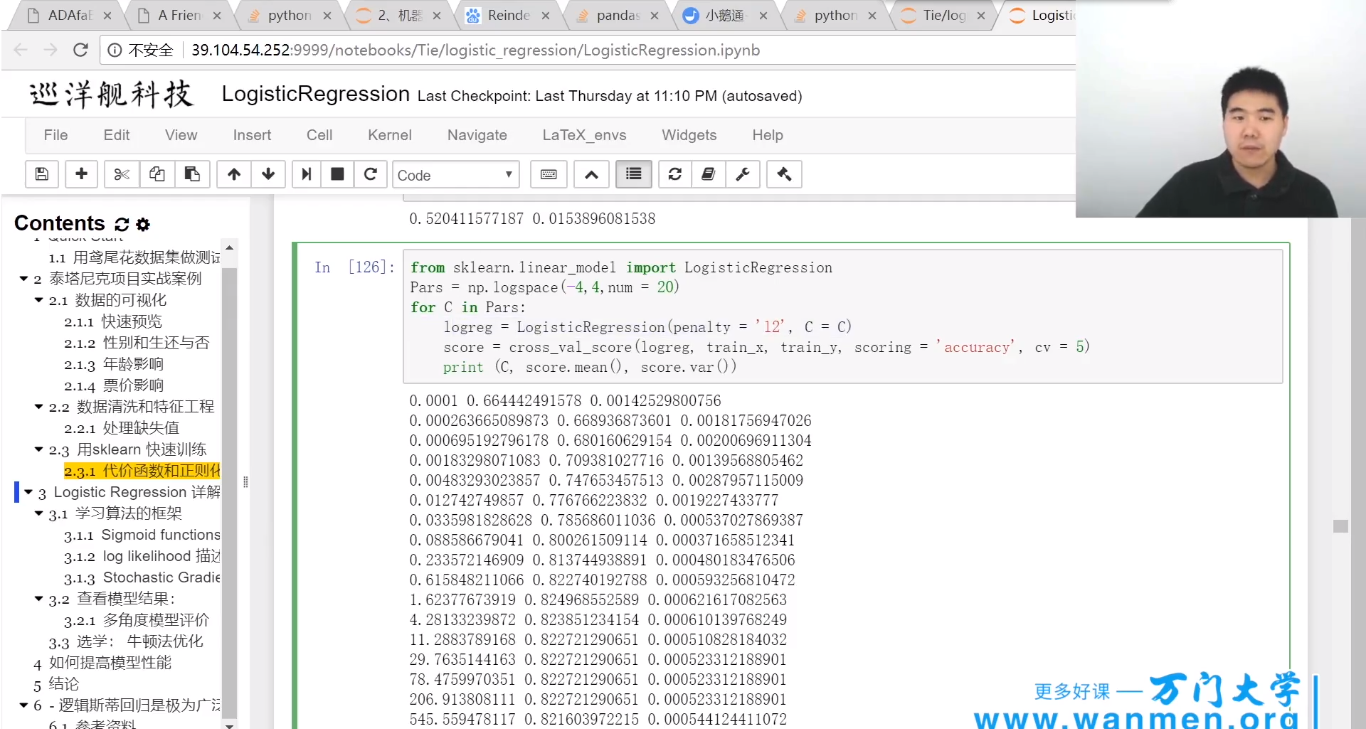 ADAfaB
A Frien
python
2、机器
Reinde
pandas
小鹅通
python
Tie/log
Logistic
不安全
39.104.54.252:9999/notebooks/Tie/logistic_regression/LogisticRegression.ipynb
巡洋舰科技
LogisticRegression Last Checkpoint: Last Thursday at 11:10 PM (autosaved)
File Edit View Insert Cell Kernel Navigate LaTeX_envs Widgets Help
Code
Contents
1 Quick Start
1.1 用鸢尾花数据集做测试
2 泰塔尼克项目实战案例
2.1 数据的可视化
2.1.1 快速预览
2.1.2 性别和生还与否
2.1.3 年龄影响
2.1.4 票价影响
2.2 数据清洗和特征工程
2.2.1 处理缺失值
2.3 用sklearn 快速训练
2.3.1 代价函数和正则化
3 Logistic Regression 详解
3.1 学习算法的框架
3.1.1 Sigmoid functions
3.1.2 log likelihood 描述
3.1.3 Stochastic Gradie
3.2 查看模型结果:
3.2.1 多角度模型评价
3.3 选学: 牛顿法优化
4 如何提高模型性能
5 结论
6 - 逻辑斯蒂回归是极为广泛
6.1 参考资料
0.520411577187 0.0153896081538
In [126]:
from sklearn.linear_model import LogisticRegression
Pars = np.logspace(-4,4,num = 20)
for C in Pars:
    logreg = LogisticRegression(penalty = 'l2', C = C)
    score = cross_val_score(logreg, train_x, train_y, scoring = 'accuracy', cv = 5)
    print (C, score.mean(), score.var())
0.0001 0.664442491578 0.00142529800756
0.000263665089873 0.668936873601 0.00181756947026
0.000695192796178 0.680160629154 0.00200696911304
0.00183298071083 0.709381027716 0.00139568805462
0.00483293023857 0.747653457513 0.00287957115009
0.012742749857 0.776766223832 0.0019227433777
0.0335981828628 0.785686011036 0.000537027869387
0.088586679041 0.800261509114 0.000371658512341
0.233572146909 0.813744938891 0.000480183476506
0.615848211066 0.822740192788 0.000593256810472
1.62377673919 0.824968552589 0.000621617082563
4.28133239872 0.823851234154 0.000610139768249
11.2883789168 0.822721290651 0.000510828184032
29.7635144163 0.822721290651 0.000523312188901
78.4759970351 0.822721290651 0.000523312188901
206.913808111 0.822721290651 0.000523312188901
545.559478117 0.821603972215 0.000544124411072
更多好课 — 万门大学
www.wanmen.org